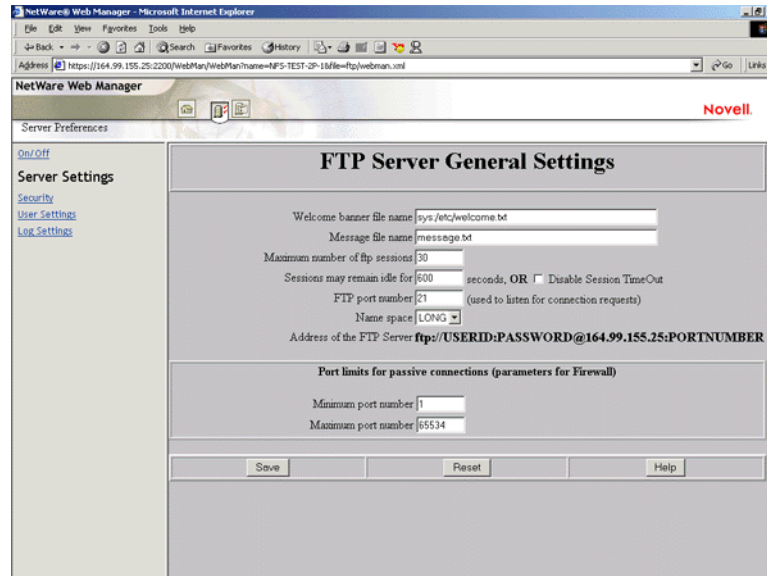 NetWare® Web Manager - Microsoft Internet Explorer
File Edit View Favorites Tools Help
Back Search Favorites History
Address https://164.99.155.25:2200/WebMan/WebMan?name=NFS-TEST-2P-1&file=ftp/webman.xml Go Links
NetWare Web Manager
Novell.
Server Preferences
On/Off
Server Settings
Security
User Settings
Log Settings
FTP Server General Settings
Welcome banner file name sys:/etc/welcome.txt
Message file name message.txt
Maximum number of ftp sessions 30
Sessions may remain idle for 600 seconds, OR Disable Session TimeOut
FTP port number 21 (used to listen for connection requests)
Name space LONG
Address of the FTP Server ftp://USERID:PASSWORD@164.99.155.25:PORTNUMBER
Port limits for passive connections (parameters for Firewall)
Minimum port number 1
Maximum port number 65534
Save Reset Help